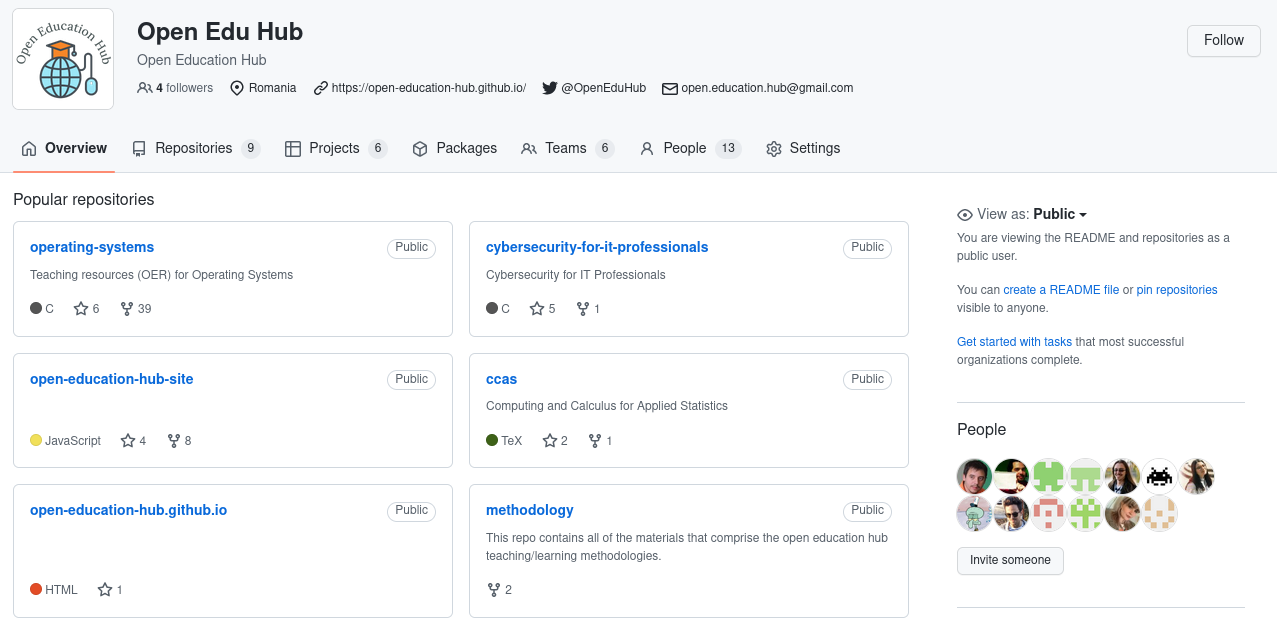 Open Education Hub
Open Edu Hub
Open Education Hub
4 followers Romania https://open-education-hub.github.io/ @OpenEduHub open.education.hub@gmail.com
Follow
Overview Repositories 9 Projects 6 Packages Teams 6 People 13 Settings
Popular repositories
operating-systems Public
Teaching resources (OER) for Operating Systems
C 6 39
cybersecurity-for-it-professionals Public
Cybersecurity for IT Professionals
C 5 1
open-education-hub-site Public
JavaScript 4 8
ccas Public
Computing and Calculus for Applied Statistics
TeX 2 1
open-education-hub.github.io Public
HTML 1
methodology Public
This repo contains all of the materials that comprise the open education hub
teaching/learning methodologies.
2
View as: Public
You are viewing the README and repositories as a
public user.
You can create a README file or pin repositories
visible to anyone.
Get started with tasks that most successful
organizations complete.
People
Invite someone